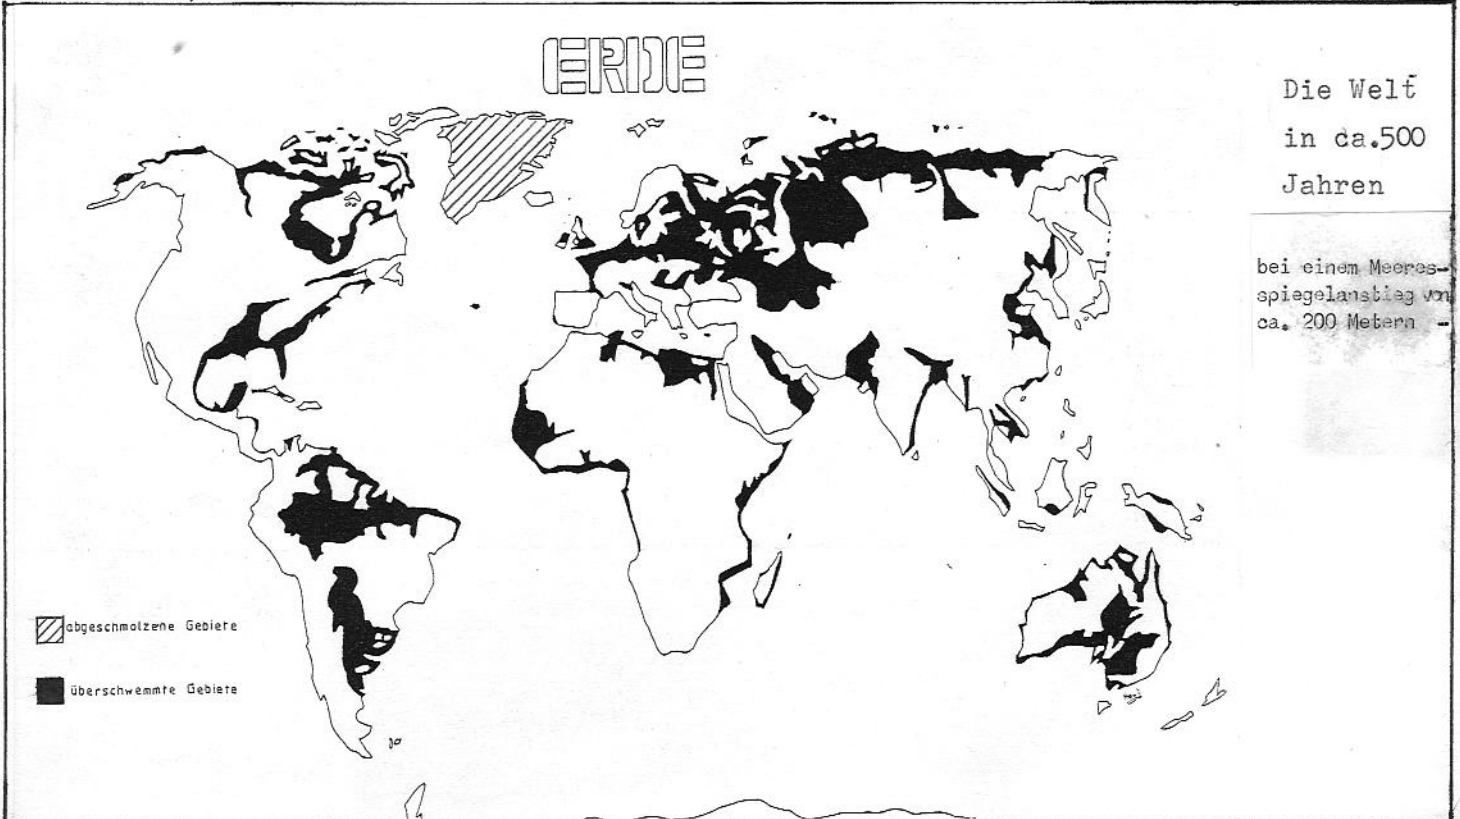 ERDE
Die Welt
in ca.500
Jahren
bei einem Meeres-
spiegelanstieg von
ca. 200 Metern -
abgeschmolzene Gebiete
überschwemmte Gebiete